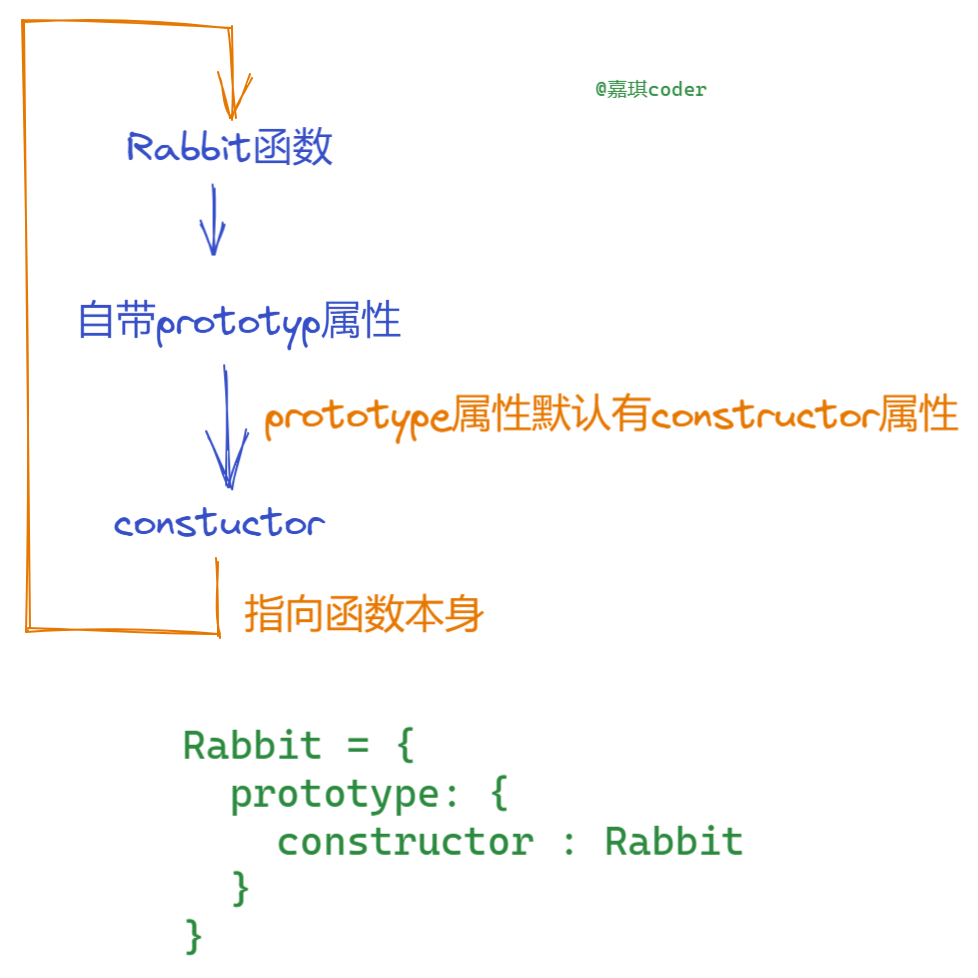 @嘉琪coder
Rabbit函数
自带prototyp属性
prototype属性默认有constructor属性
constuctor
指向函数本身
Rabbit = {
  prototype: {
    constructor : Rabbit
  }
}